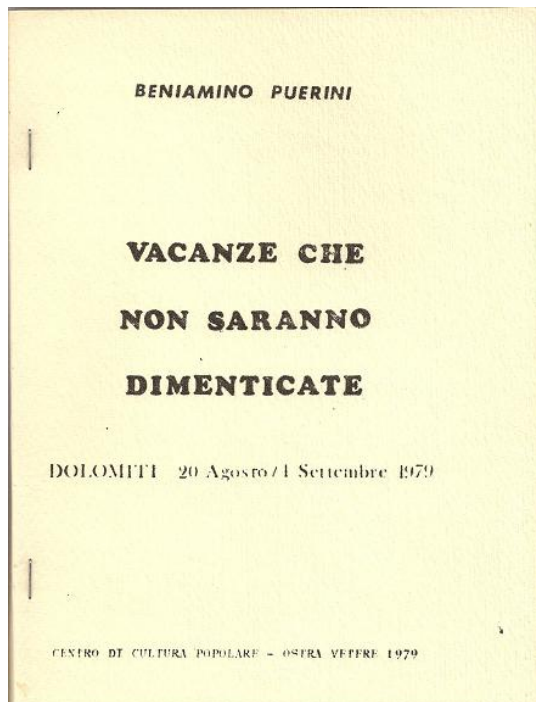 BENIAMINO PUERINI
VACANZE CHE
NON SARANNO
DIMENTICATE
DOLOMITI 20 Agosto/1 Settembre 1979
CENTRO DI CULTURA POPOLARE - OSTRA VETERE 1979